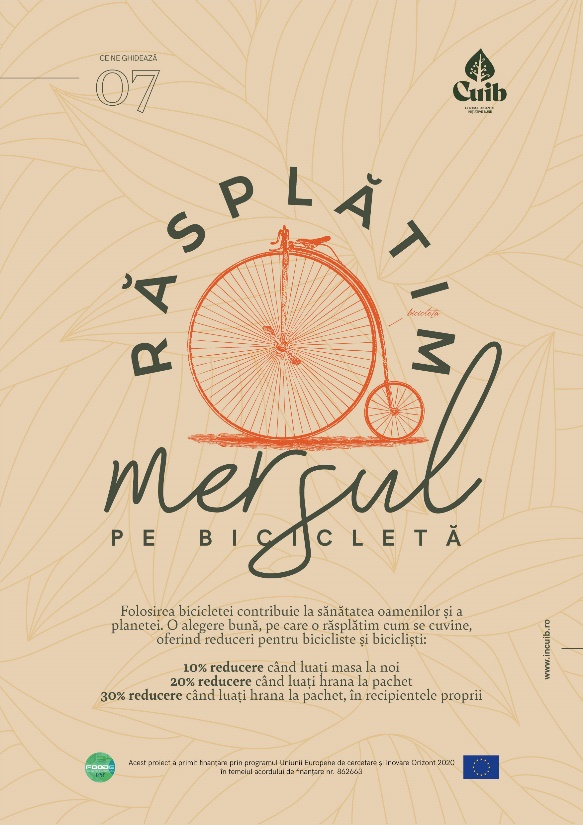 CE NE GHIDEAZĂ
07
Cuib
RĂSPLĂTIM
bicicleta
mersul
PE BICICLETĂ
Folosirea bicicletei contribuie la sănătatea oamenilor și a
planetei. O alegere bună, pe care o răsplătim cum se cuvine,
oferind reduceri pentru bicicliste și bicicliști:
10% reducere când luați masa la noi
20% reducere când luați hrana la pachet
30% reducere când luați hrana la pachet, în recipientele proprii
www.incuib.ro
Acest proiect a primit finanțare prin programul Uniunii Europene de cercetare și inovare Orizont 2020
în temeiul acordului de finanțare nr. 862663